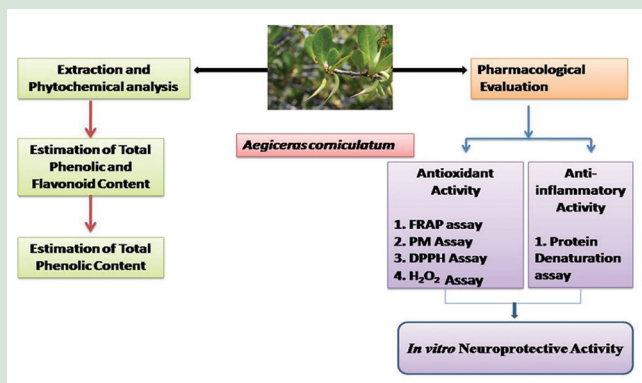 Extraction and
Phytochemical analysis
Pharmacological
Evaluation
Aegiceras corniculatum
Estimation of Total
Phenolic and
Flavonoid Content
Estimation of Total
Phenolic Content
Antioxidant
Activity
1. FRAP assay
2. PM Assay
3. DPPH Assay
4. H₂O₂ Assay
Anti-
inflammatory
Activity
1. Protein
Denaturation
assay
In vitro Neuroprotective Activity